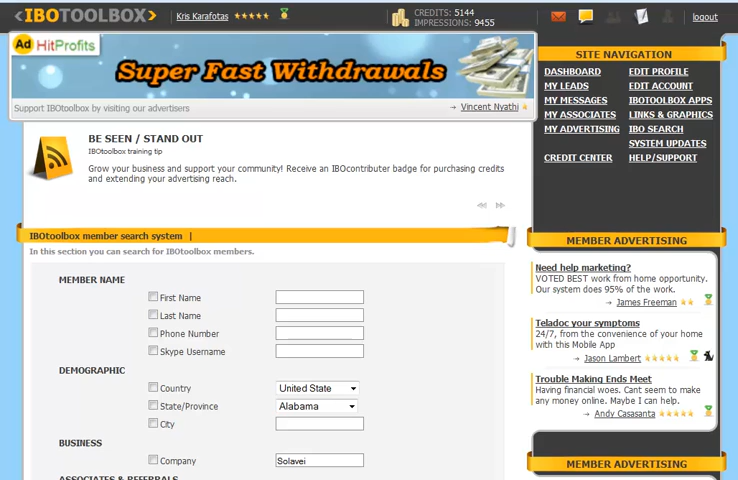 IBOTOOLBOX
Kris Karafotas
CREDITS: 5144
IMPRESSIONS: 9455
logout
Ad HitProfits
Super Fast Withdrawals
Support IBOtoolbox by visiting our advertisers
Vincent Nyathi
SITE NAVIGATION
DASHBOARD
EDIT PROFILE
MY LEADS
EDIT ACCOUNT
MY MESSAGES
IBOTOOLBOX APPS
MY ASSOCIATES
LINKS & GRAPHICS
MY ADVERTISING
IBO SEARCH
SYSTEM UPDATES
CREDIT CENTER
HELP/SUPPORT
BE SEEN / STAND OUT
IBOtoolbox training tip
Grow your business and support your community! Receive an IBOcontributer badge for purchasing credits
and extending your advertising reach.
IBOtoolbox member search system |
In this section you can search for IBOtoolbox members.
MEMBER NAME
First Name
Last Name
Phone Number
Skype Username
DEMOGRAPHIC
Country
United State
State/Province
Alabama
City
BUSINESS
Company
Solavei
ASSOCIATES & REFERRALS
MEMBER ADVERTISING
Need help marketing?
VOTED BEST work from home opportunity.
Our system does 95% of the work.
James Freeman
Teladoc your symptoms
24/7, from the convenience of your home
with this Mobile App
Jason Lambert
Trouble Making Ends Meet
Having financial woes. Cant seem to make
any money online. Maybe I can help.
Andy Casasanta
MEMBER ADVERTISING